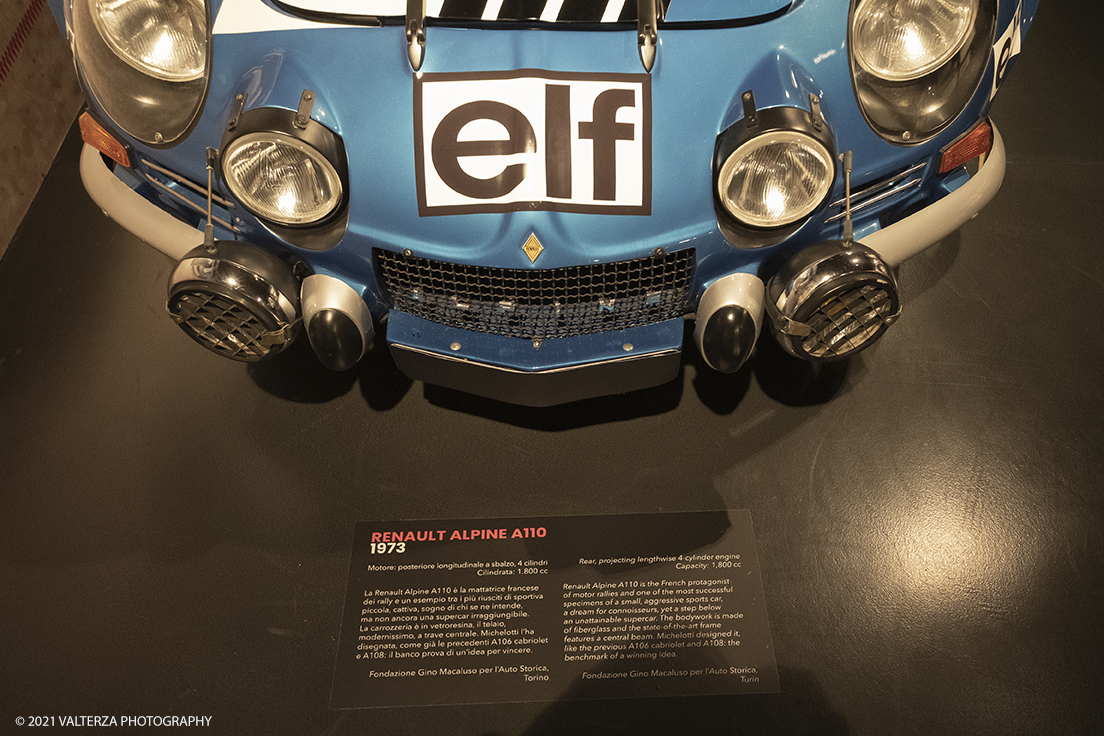 elf
RENAULT ALPINE A110
1973
Motore: posteriore longitudinale a sbalzo, 4 cilindri
Cilindrata: 1.800 cc
La Renault Alpine A110 è la mattatrice francese
dei rally e un esempio tra i più riusciti di sportiva
piccola, cattiva, sogno di chi se ne intende,
ma non ancora una supercar irraggiungibile.
La carrozzeria è in vetroresina, il telaio,
modernissimo, a trave centrale. Michelotti l'ha
disegnata, come già le precedenti A106 cabriolet
e A108: il banco prova di un'idea per vincere.
Fondazione Gino Macaluso per l'Auto Storica,
Torino
Rear, projecting lengthwise 4-cylinder engine
Capacity: 1,800 cc
Renault Alpine A110 is the French protagonist
of motor rallies and one of the most successful
specimens of a small, aggressive sports car,
a dream for connoisseurs, yet a step below
an unattainable supercar. The bodywork is made
of fiberglass and the state-of-the-art frame
features a central beam. Michelotti designed it,
like the previous A106 cabriolet and A108: the
benchmark of a winning idea.
Fondazione Gino Macaluso per l'Auto Storica,
Turin
© 2021 VALTERZA PHOTOGRAPHY